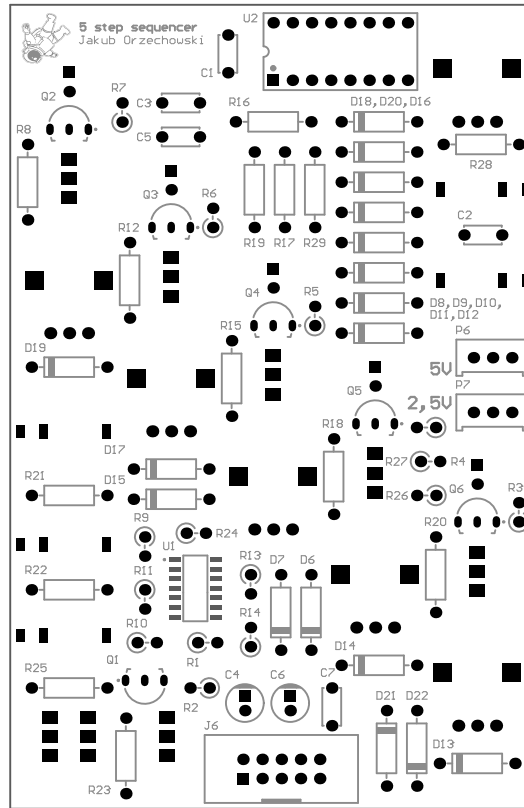 5 step sequencer
Jakub Orzechowski
U2
C1
Q2
R7
C3
R16
D18,D20,D16
R8
C5
R28
Q3
R6
R12
R19
R17
R29
C2
Q4
R5
D8,D9,D10,
D11,D12
R15
P6
D19
5V
Q5
P7
2,5V
R18
D17
R27
R4
R21
D15
R26
Q6
R3
R9
R24
R20
U1
R13
D7
D6
R22
R11
R14
R10
R1
D14
R25
Q1
R2
C4
C6
C7
D21
D22
J6
D13
R23